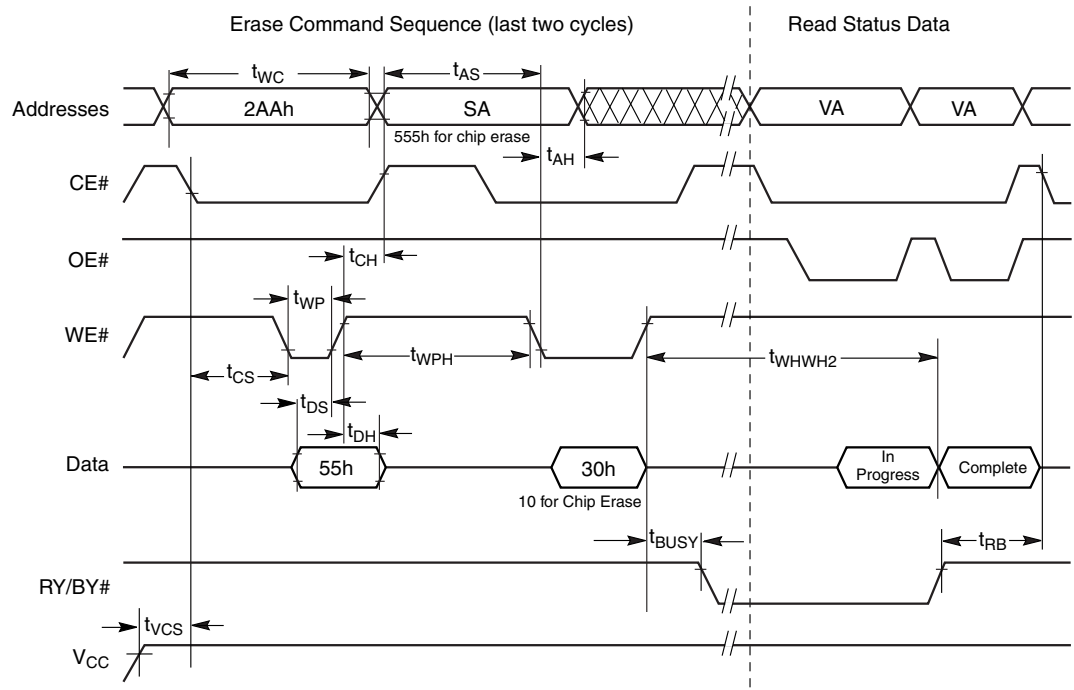 Erase Command Sequence (last two cycles)
Read Status Data
Addresses
tWC
tAS
2AAh
SA
VA
VA
555h for chip erase
tAH
CE#
OE#
tCH
tWP
WE#
tWPH
tWHWH2
tCS
tDS
tDH
Data
55h
30h
In
Progress
Complete
10 for Chip Erase
tBUSY
tRB
RY/BY#
tVCS
VCC